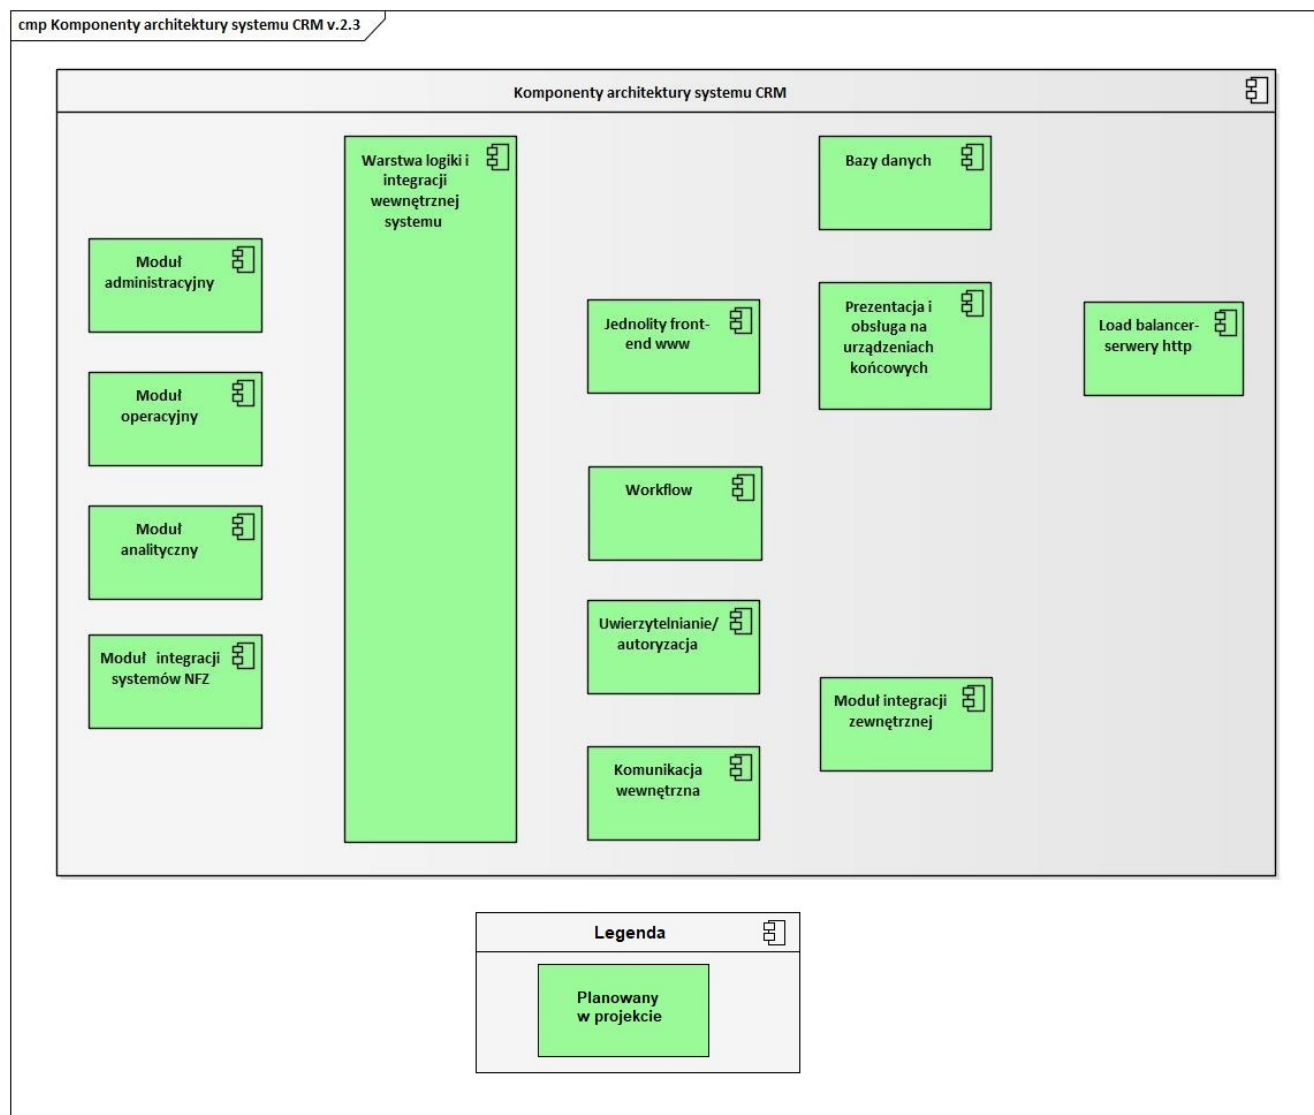 cmp Komponenty architektury systemu CRM v.2.3
Komponenty architektury systemu CRM
Moduł
administracyjny
Moduł
operacyjny
Moduł
analityczny
Moduł integracji
systemów NFZ
Warstwa logiki i
integracji
wewnętrznej
systemu
Jednolity front-
end www
Workflow
Uwierzytelnianie/
autoryzacja
Komunikacja
wewnętrzna
Bazy danych
Prezentacja i
obsługa na
urządzeniach
końcowych
Moduł integracji
zewnętrznej
Load balancer-
serwery http
Legenda
Planowany
w projekcie